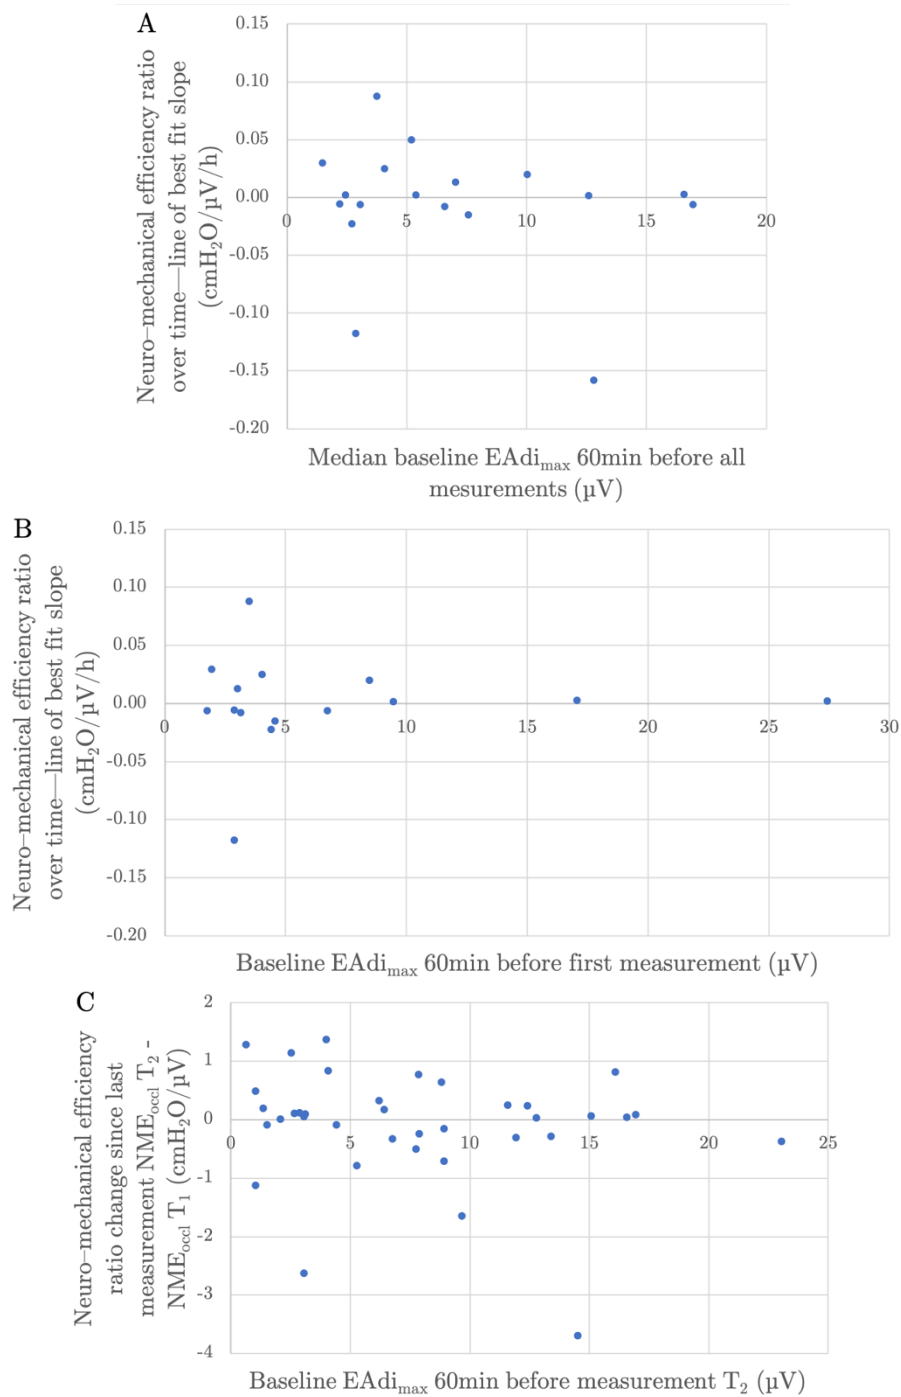 A
Neuro–mechanical efficiency ratio
over time—line of best fit slope
(cmH₂O/µV/h)
0.15
0.10
0.05
0.00
-0.05
-0.10
-0.15
-0.20
0 5 10 15 20
Median baseline EAdiₘₐₓ 60min before all
mesurements (µV)
B
Neuro–mechanical efficiency ratio
over time—line of best fit slope
(cmH₂O/µV/h)
0.15
0.10
0.05
0.00
-0.05
-0.10
-0.15
-0.20
0 5 10 15 20 25 30
Baseline EAdiₘₐₓ 60min before first measurement (µV)
C
Neuro–mechanical efficiency
ratio change since last
measurement NMEoccl T₂ -
NMEoccl T₁ (cmH₂O/µV)
2
1
0
-1
-2
-3
-4
0 5 10 15 20 25
Baseline EAdiₘₐₓ 60min before measurement T₂ (µV)